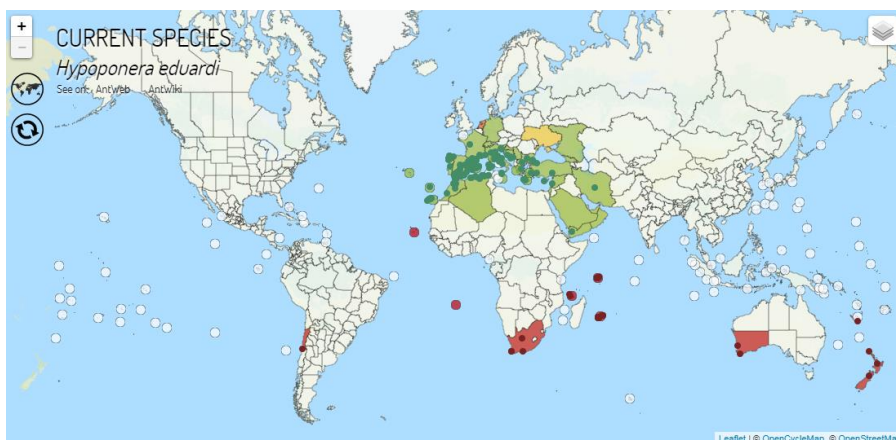 +
CURRENT SPECIES
−
Hypoponera eduardi
See on: AntWeb AntWiki
Leaflet | © OpenCycleMap, © OpenStreetMa